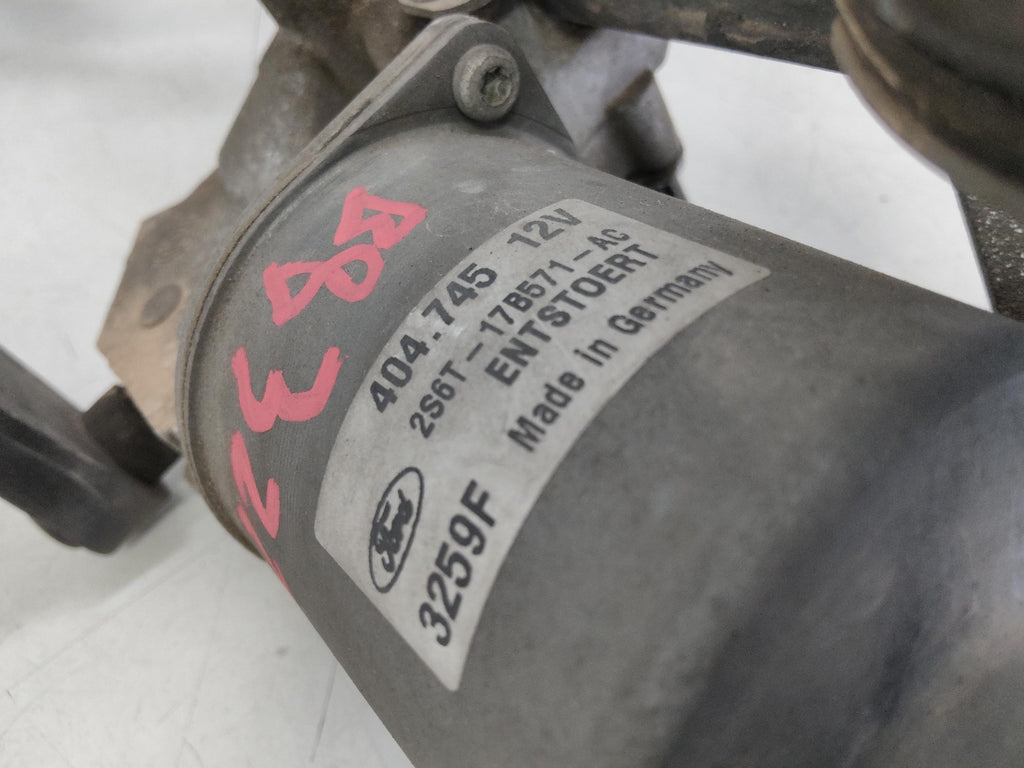 404.745 12V
2S6T-17B571-AC
ENTSTOERT
Made in Germany
Ford
3259F